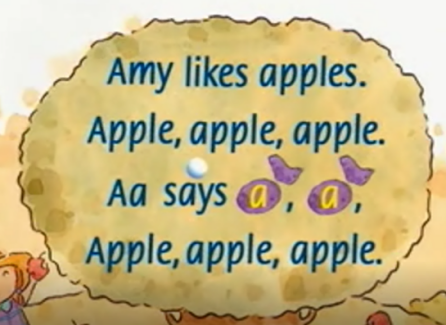 Amy likes apples.
Apple, apple, apple.
Aa says a, a,
Apple, apple, apple.